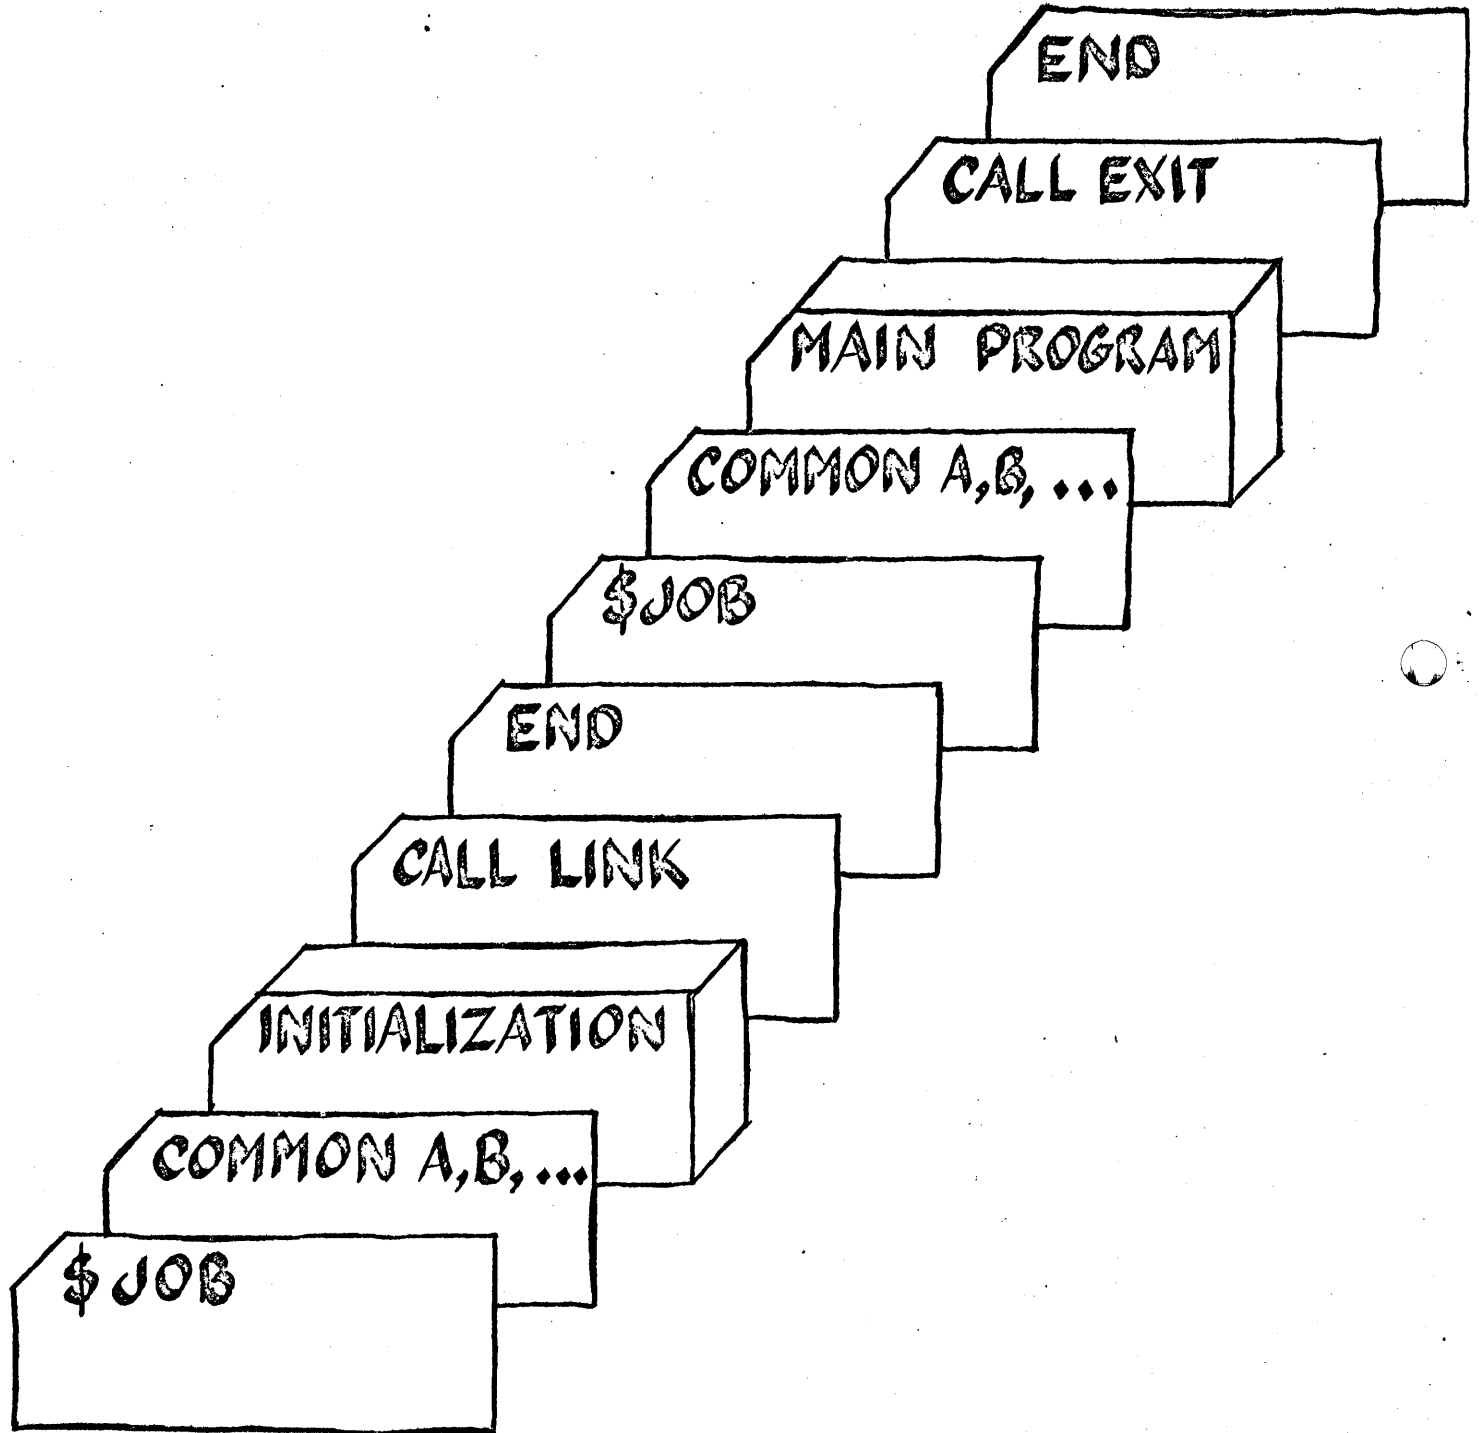 END
CALL EXIT
MAIN PROGRAM
COMMON A,B, ...
$JOB
END
CALL LINK
INITIALIZATION
COMMON A,B, ...
$JOB